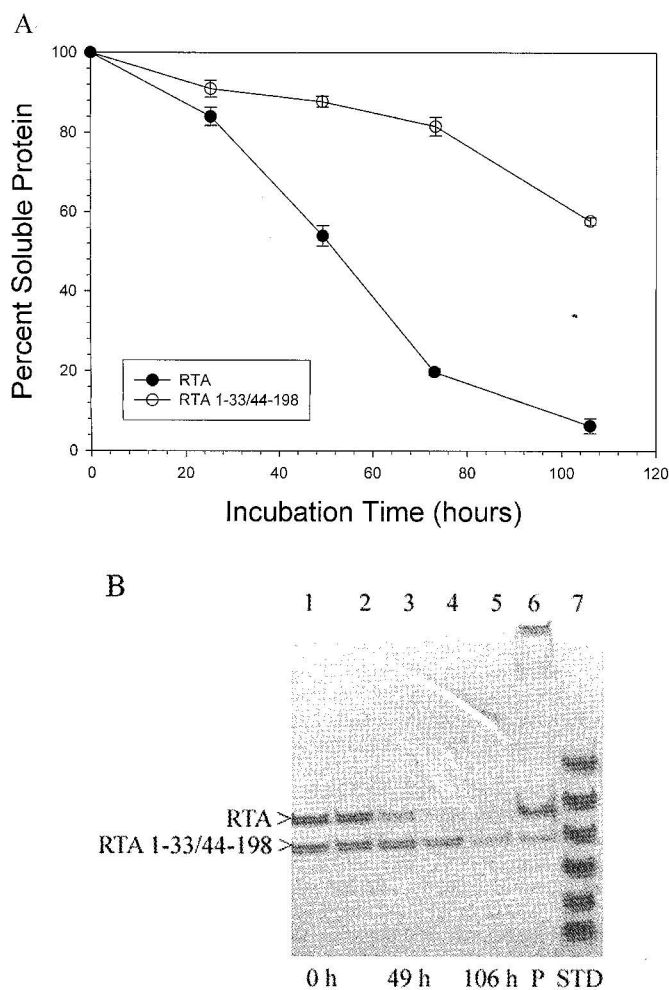 A
100
80
60
40
20
0
Percent Soluble Protein
RTA
RTA 1-33/44-198
0 20 40 60 80 100 120
Incubation Time (hours)
B
1 2 3 4 5 6 7
RTA >
RTA 1-33/44-198 >
0 h 49 h 106 h P STD